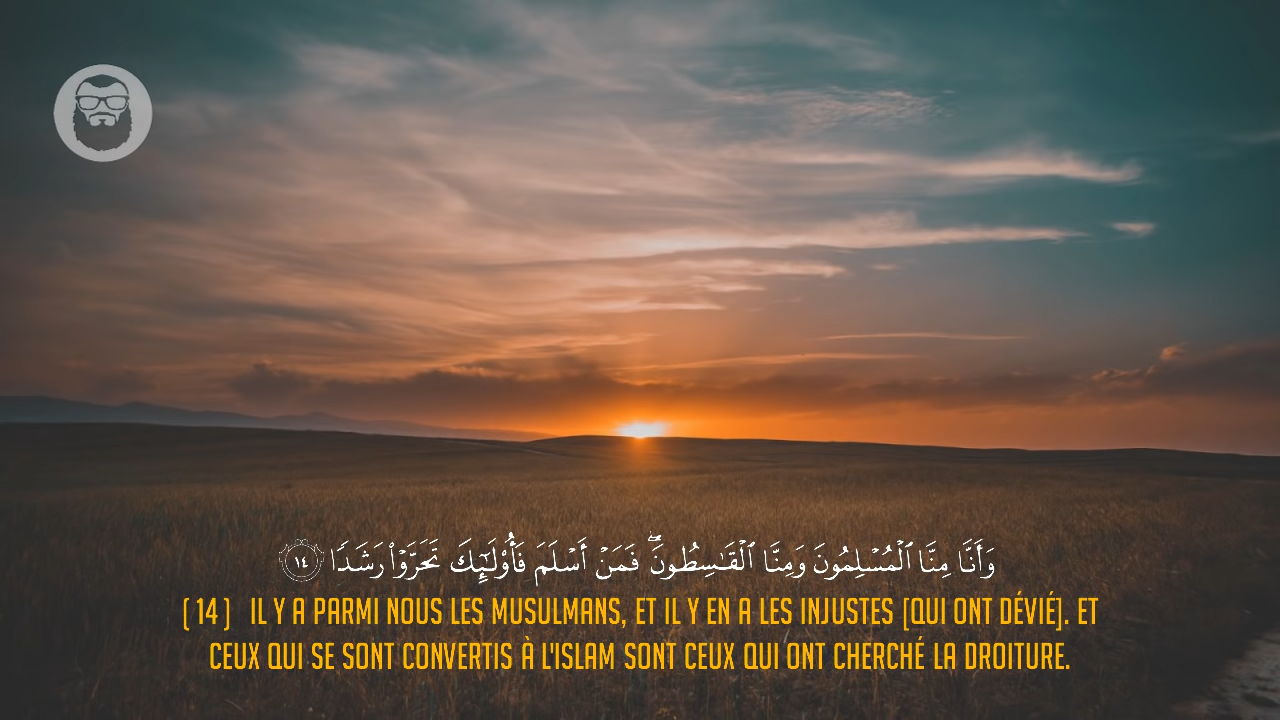 وَأَنَّا مِنَّا ٱلْمُسْلِمُونَ وَمِنَّا ٱلْقَـٰسِطُونَ ۖ فَمَنْ أَسْلَمَ فَأُو۟لَـٰٓئِكَ تَحَرَّوْا۟ رَشَدًا ١٤
( 14 ) IL Y A PARMI NOUS LES MUSULMANS, ET IL Y EN A LES INJUSTES [QUI ONT DÉVIÉ]. ET
CEUX QUI SE SONT CONVERTIS À L'ISLAM SONT CEUX QUI ONT CHERCHÉ LA DROITURE.